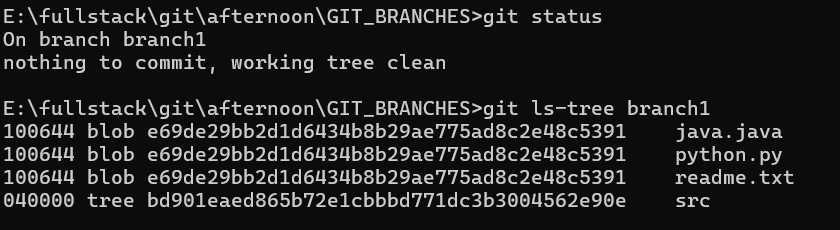 E:\fullstack\git\afternoon\GIT_BRANCHES>git status
On branch branch1
nothing to commit, working tree clean
E:\fullstack\git\afternoon\GIT_BRANCHES>git ls-tree branch1
100644 blob e69de29bb2d1d6434b8b29ae775ad8c2e48c5391    java.java
100644 blob e69de29bb2d1d6434b8b29ae775ad8c2e48c5391    python.py
100644 blob e69de29bb2d1d6434b8b29ae775ad8c2e48c5391    readme.txt
040000 tree bd901eaed865b72e1cbbbd771dc3b3004562e90e    src